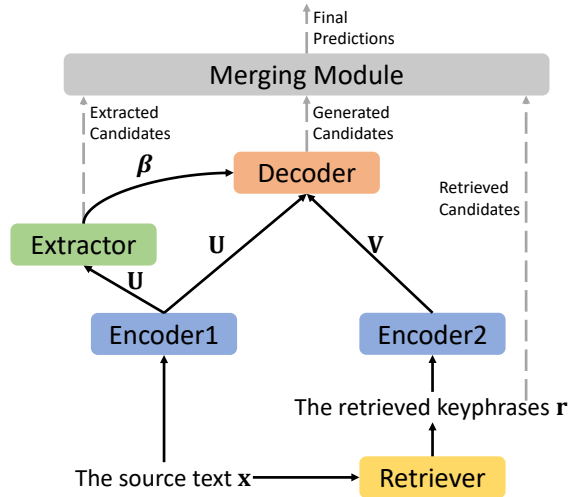 Final
Predictions
Merging Module
Extracted
Candidates
Generated
Candidates
Retrieved
Candidates
β
Decoder
Extractor
U
U
V
Encoder1
Encoder2
The retrieved keyphrases r
The source text x
Retriever